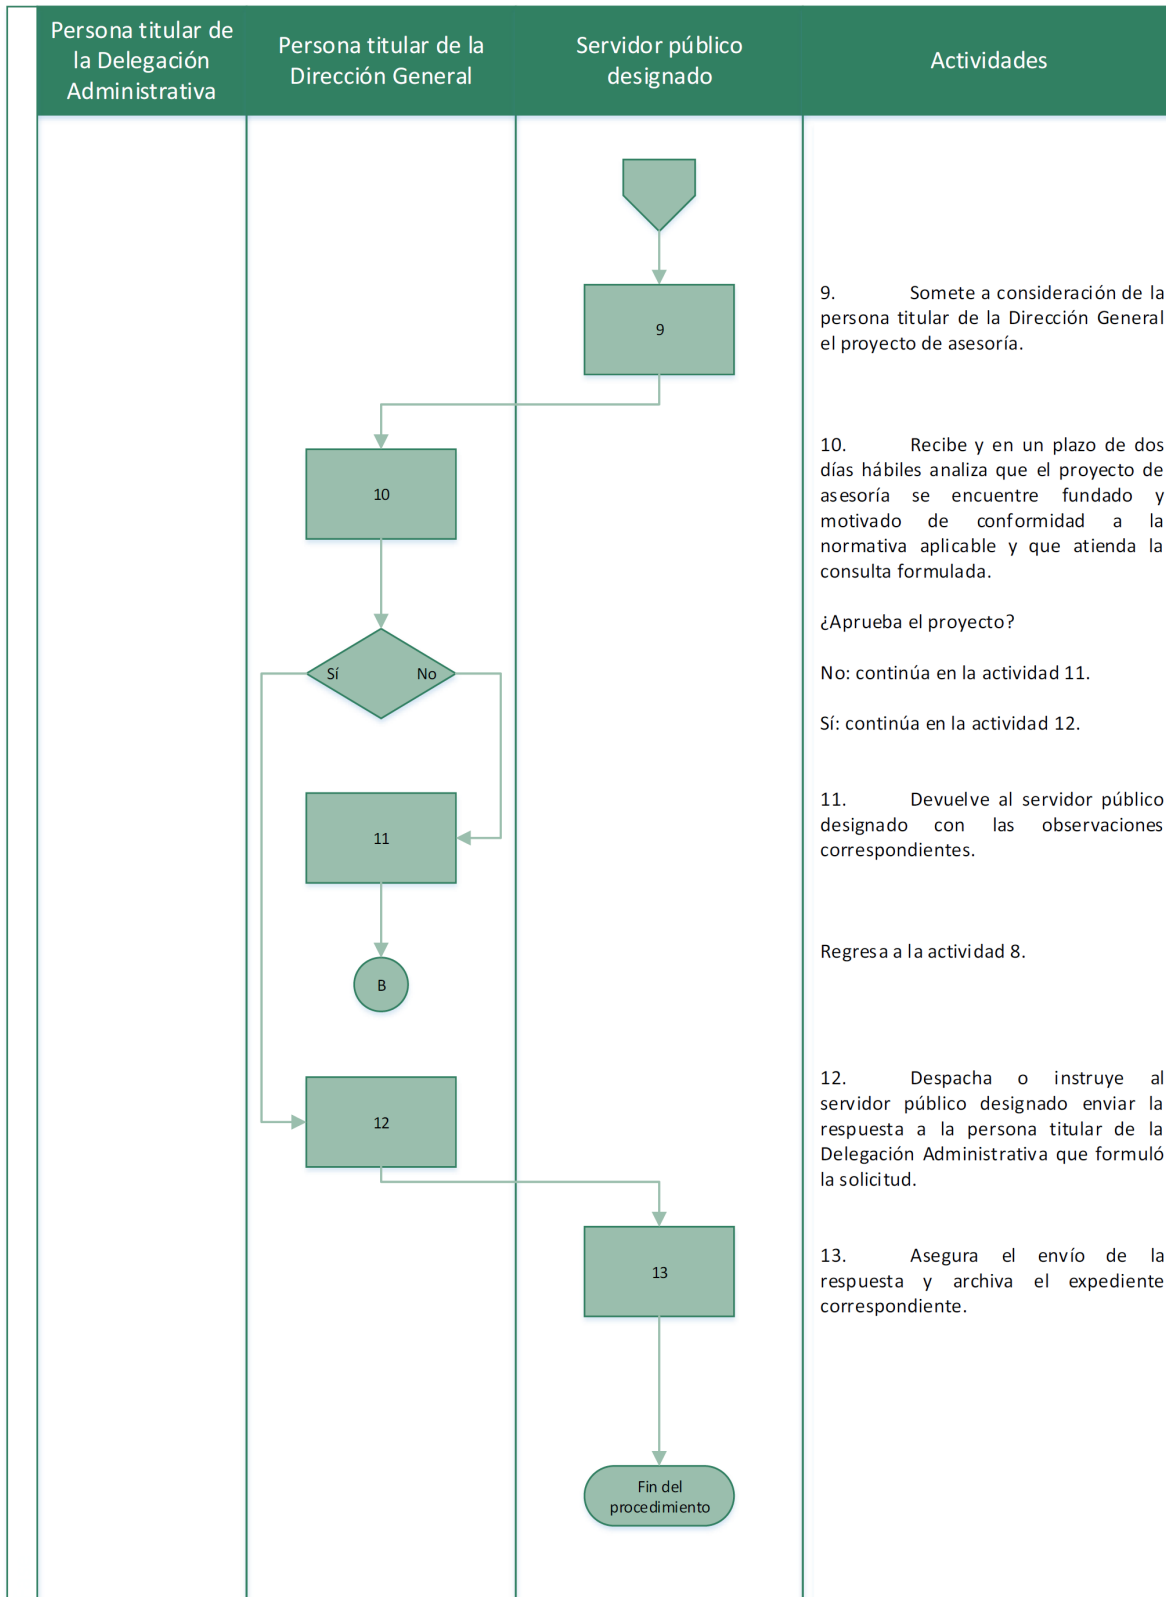 Persona titular de
la Delegación
Administrativa
Persona titular de la
Dirección General
Servidor público
designado
Actividades
9
9. Somete a consideración de la
persona titular de la Dirección General
el proyecto de asesoría.
10
10. Recibe y en un plazo de dos
días hábiles analiza que el proyecto de
asesoría se encuentre fundado y
motivado de conformidad a la
normativa aplicable y que atienda la
consulta formulada.
¿Aprueba el proyecto?
Sí No
No: continúa en la actividad 11.
Sí: continúa en la actividad 12.
11
11. Devuelve al servidor público
designado con las observaciones
correspondientes.
B
Regresa a la actividad 8.
12
12. Despacha o instruye al
servidor público designado enviar la
respuesta a la persona titular de la
Delegación Administrativa que formuló
la solicitud.
13
13. Asegura el envío de la
respuesta y archiva el expediente
correspondiente.
Fin del
procedimiento